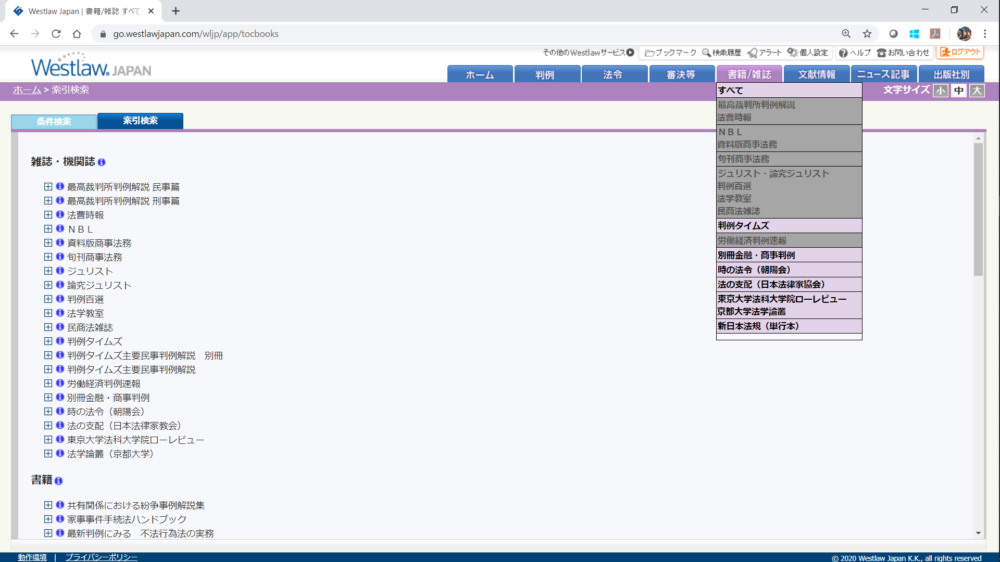 Westlaw Japan | 書籍/雑誌 すべて
go.westlawjapan.com/wljp/app/tocbooks
その他のWestlawサービス
ブックマーク
検索履歴
アラート
個人設定
ヘルプ
お問い合わせ
ログアウト
Westlaw. JAPAN
ホーム
判例
法令
審決等
書籍/雑誌
文献情報
ニュース記事
出版社別
ホーム > 索引検索
文字サイズ 小 中 大
すべて
最高裁判所判例解説
法曹時報
ＮＢＬ
資料版商事法務
旬刊商事法務
ジュリスト・論究ジュリスト
判例百選
法学教室
民商法雑誌
判例タイムズ
労働経済判例速報
別冊金融・商事判例
時の法令（朝陽会）
法の支配（日本法律家協会）
東京大学法科大学院ローレビュー
京都大学法学論叢
新日本法規（単行本）
条件検索
索引検索
雑誌・機関誌
最高裁判所判例解説 民事篇
最高裁判所判例解説 刑事篇
法曹時報
ＮＢＬ
資料版商事法務
旬刊商事法務
ジュリスト
論究ジュリスト
判例百選
法学教室
民商法雑誌
判例タイムズ
判例タイムズ主要民事判例解説　別冊
判例タイムズ主要民事判例解説
労働経済判例速報
別冊金融・商事判例
時の法令（朝陽会）
法の支配（日本法律家教会）
東京大学法科大学院ローレビュー
法学論叢（京都大学）
書籍
共有関係における紛争事例解説集
家事事件手続法ハンドブック
最新判例にみる　不法行為法の実務
動作環境 | プライバシーポリシー
© 2020 Westlaw Japan K.K., all rights reserved